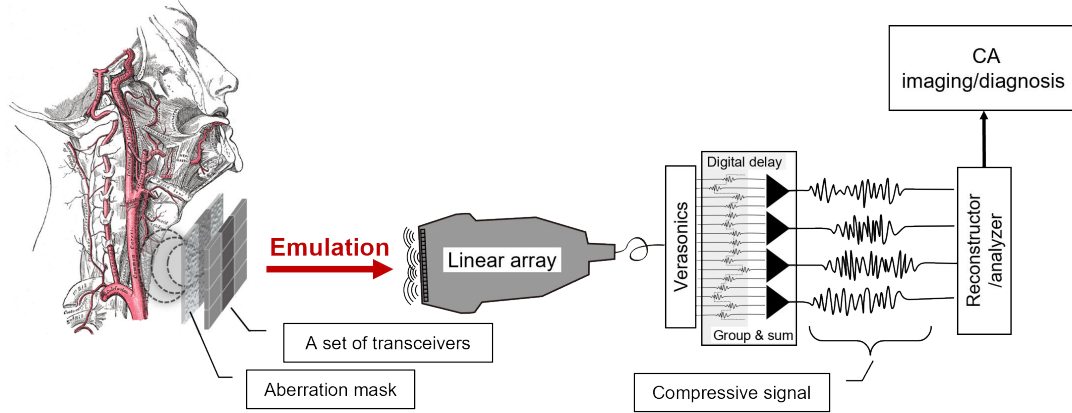 CA
imaging/diagnosis
Digital delay
Verasonics
Reconstructor
/analyzer
Emulation
Linear array
Group & sum
A set of transceivers
Aberration mask
Compressive signal